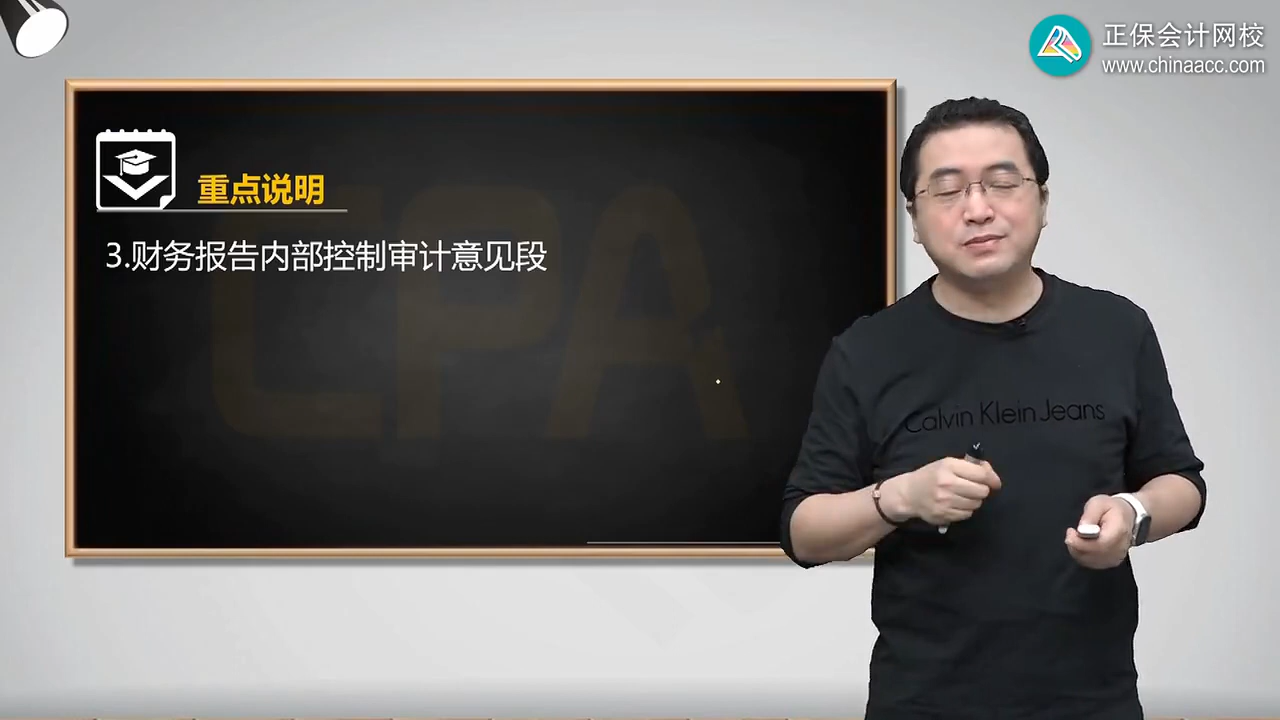 正保会计网校
www.chinaacc.com
重点说明
3.财务报告内部控制审计意见段
CPA
Calvin Klein Jeans